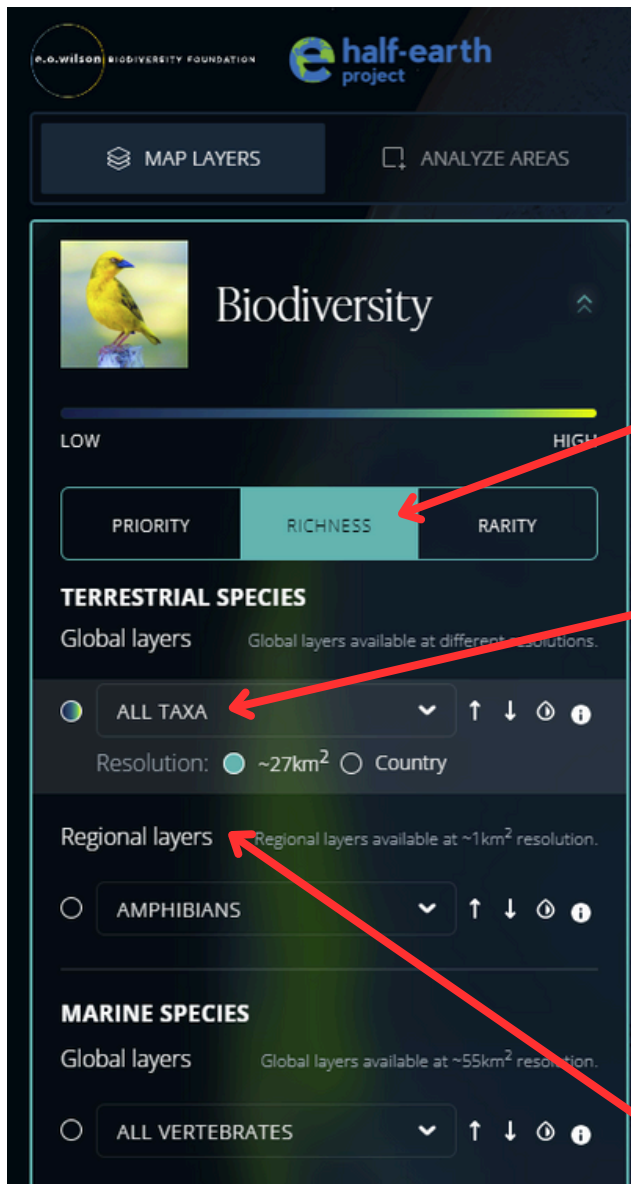 e.o.wilson BIODIVERSITY FOUNDATION
half-earth
project
MAP LAYERS
ANALYZE AREAS
Biodiversity
LOW HIGH
PRIORITY RICHNESS RARITY
TERRESTRIAL SPECIES
Global layers Global layers available at different resolutions.
ALL TAXA
Resolution: ~27km² Country
Regional layers Regional layers available at ~1km² resolution.
AMPHIBIANS
MARINE SPECIES
Global layers Global layers available at ~55km² resolution.
ALL VERTEBRATES